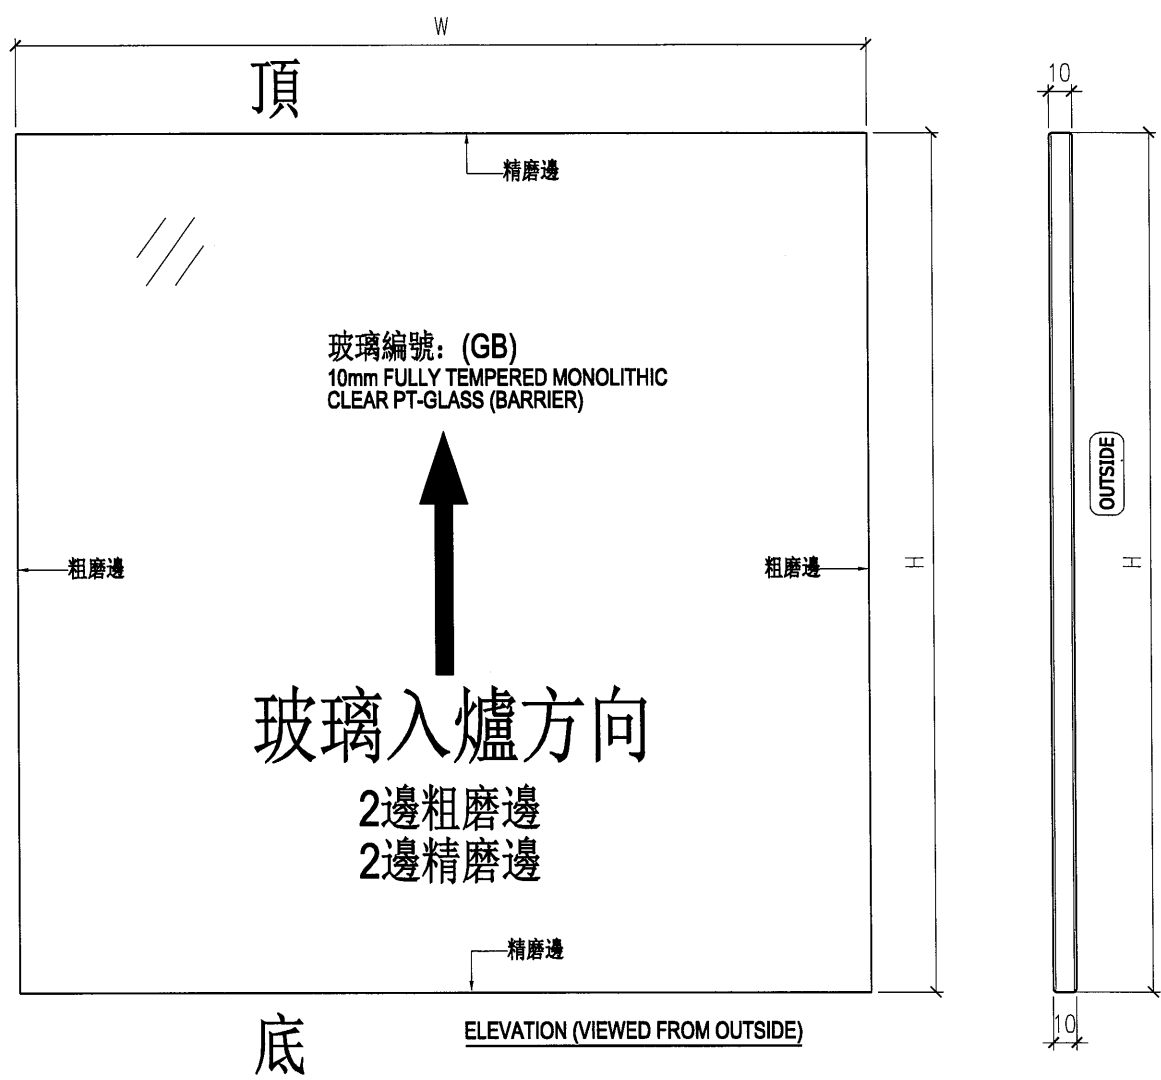 W
頂
10
精磨邊
玻璃編號：(GB)
10mm FULLY TEMPERED MONOLITHIC
CLEAR PT-GLASS (BARRIER)
OUTSIDE
粗磨邊
粗磨邊
H
H
玻璃入爐方向
2邊粗磨邊
2邊精磨邊
精磨邊
底
ELEVATION (VIEWED FROM OUTSIDE)
10